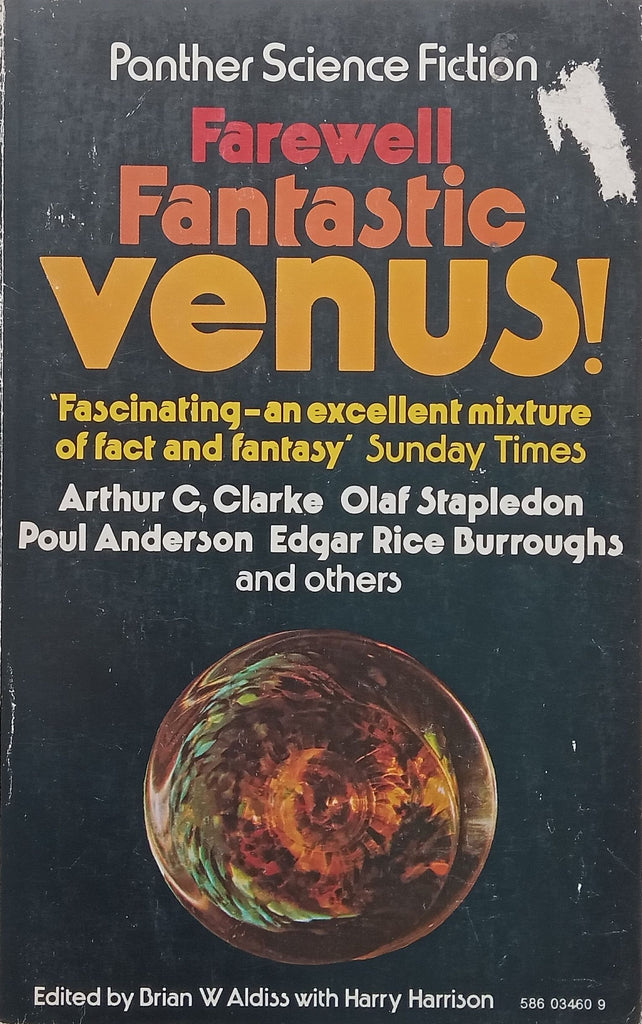 Panther Science Fiction
Farewell
Fantastic
venus!
‘Fascinating–an excellent mixture
of fact and fantasy’ Sunday Times
Arthur C. Clarke Olaf Stapledon
Poul Anderson Edgar Rice Burroughs
and others
Edited by Brian W Aldiss with Harry Harrison 586 03460 9